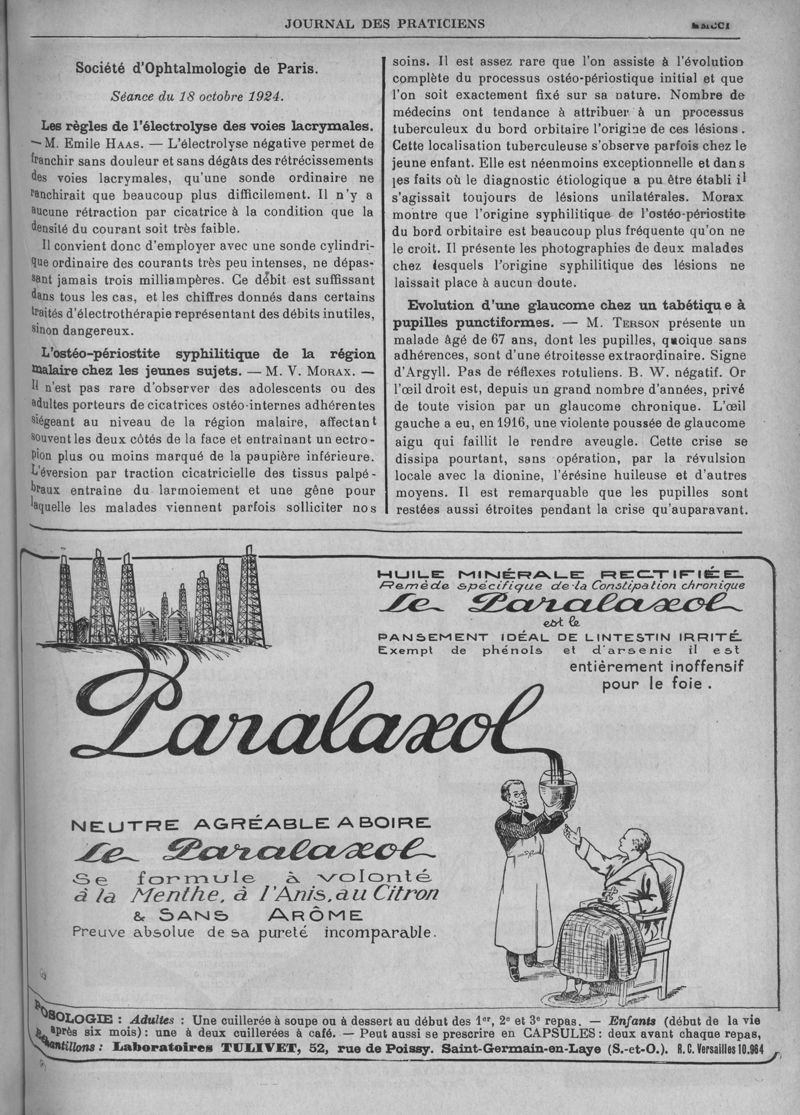 JOURNAL DES PRATICIENS
Société d'Ophtalmologie de Paris.
Séance du 18 octobre 1924.
Les règles de l'électrolyse des voies lacrymales.
— M. Emile HAAS. — L'électrolyse négative permet de
franchir sans douleur et sans dégâts des rétrécissements
des voies lacrymales, qu'une sonde ordinaire ne
franchirait que beaucoup plus difficilement. Il n'y a
aucune rétraction par cicatrice à la condition que la
densité du courant soit très faible.
Il convient donc d'employer avec une sonde cylindri-
que ordinaire des courants très peu intenses, ne dépas-
sant jamais trois milliampères. Ce débit est suffisant
dans tous les cas, et les chiffres donnés dans certains
traités d'électrothérapie représentant des débits inutiles,
sinon dangereux.
L'ostéo-périostite syphilitique de la région
malaire chez les jeunes sujets. — M. V. MORAX. —
Il n'est pas rare d'observer des adolescents ou des
adultes porteurs de cicatrices ostéo-internes adhérentes
siégeant au niveau de la région malaire, affectant
souvent les deux côtés de la face et entrainant un ectro-
pion plus ou moins marqué de la paupière inférieure.
L'éversion par traction cicatricielle des tissus palpé-
braux entraine du larmoiement et une gêne pour
laquelle les malades viennent parfois solliciter nos
soins. Il est assez rare que l'on assiste à l'évolution
complète du processus ostéo-périostique initial et que
l'on soit exactement fixé sur sa nature. Nombre de
médecins ont tendance à attribuer à un processus
tuberculeux du bord orbitaire l'origine de ces lésions.
Cette localisation tuberculeuse s'observe parfois chez le
jeune enfant. Elle est néenmoins exceptionnelle et dans
les faits où le diagnostic étiologique a pu être établi il
s'agissait toujours de lésions unilatérales. Morax
montre que l'origine syphilitique de l'ostéo-périostite
du bord orbitaire est beaucoup plus fréquente qu'on ne
le croit. Il présente les photographies de deux malades
chez lesquels l'origine syphilitique des lésions ne
laissait place à aucun doute.
Evolution d'une glaucome chez un tabétique à
pupilles punctiformes. — M. TERSON présente un
malade âgé de 67 ans, dont les pupilles, quoique sans
adhérences, sont d'une étroitesse extraordinaire. Signe
d'Argyll. Pas de réflexes rotuliens. B. W. négatif. Or
l'œil droit est, depuis un grand nombre d'années, privé
de toute vision par un glaucome chronique. L'œil
gauche a eu, en 1916, une violente poussée de glaucome
aigu qui faillit le rendre aveugle. Cette crise se
dissipa pourtant, sans opération, par la révulsion
locale avec la dionine, l'érésine huileuse et d'autres
moyens. Il est remarquable que les pupilles sont
restées aussi étroites pendant la crise qu'auparavant.
HUILE MINÉRALE RECTIFIÉE
Remède spécifique de la Constipation chronique
Le Paralaxol
est le
PANSEMENT IDÉAL DE L'INTESTIN IRRITÉ
Exempt de phénols et d'arsenic il est
entièrement inoffensif
pour le foie.
Paralaxol
NEUTRE AGRÉABLE A BOIRE
Le Paralaxol
Se formule à volonté
à la Menthe, à l'Anis, au Citron
& SANS ARÔME
Preuve absolue de sa pureté incomparable.
POSOLOGIE : Adultes : Une cuillerée à soupe ou à dessert au début des 1er, 2e et 3e repas. — Enfants (début de la vie
après six mois) : une à deux cuillerées à café. — Peut aussi se prescrire en CAPSULES : deux avant chaque repas,
Échantillons : Laboratoires TULIVET, 52, rue de Poissy. Saint-Germain-en-Laye (S.-et-O.). R.C. Versailles 10.964